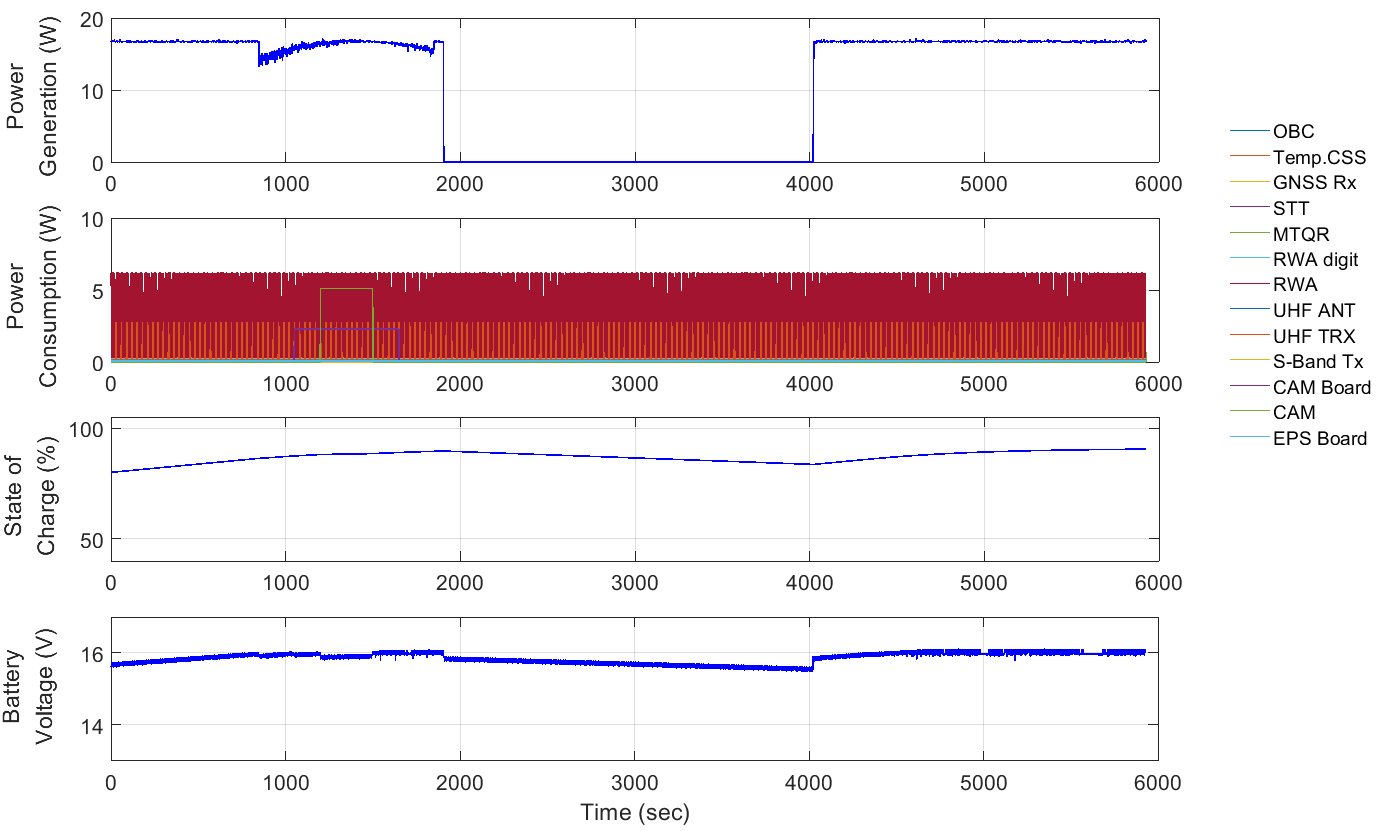 Power
Generation (W)
20
10
0
0 1000 2000 3000 4000 5000 6000
Power
Consumption (W)
10
5
0
0 1000 2000 3000 4000 5000 6000
State of
Charge (%)
100
50
0 1000 2000 3000 4000 5000 6000
Battery
Voltage (V)
16
14
0 1000 2000 3000 4000 5000 6000
Time (sec)
OBC
Temp.CSS
GNSS Rx
STT
MTQR
RWA digit
RWA
UHF ANT
UHF TRX
S-Band Tx
CAM Board
CAM
EPS Board